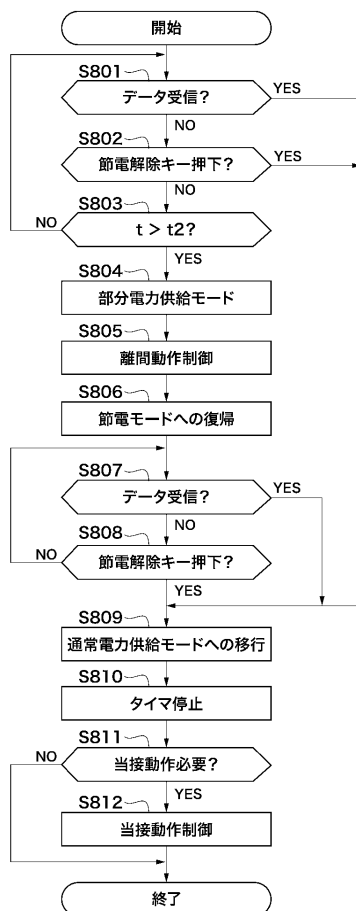 開始
S801
データ受信?
YES
NO
S802
節電解除キー押下?
YES
NO
S803
NO
t > t2?
YES
S804
部分電力供給モード
S805
離間動作制御
S806
節電モードへの復帰
S807
データ受信?
YES
NO
S808
NO
節電解除キー押下?
YES
S809
通常電力供給モードへの移行
S810
タイマ停止
S811
NO
当接動作必要?
YES
S812
当接動作制御
終了